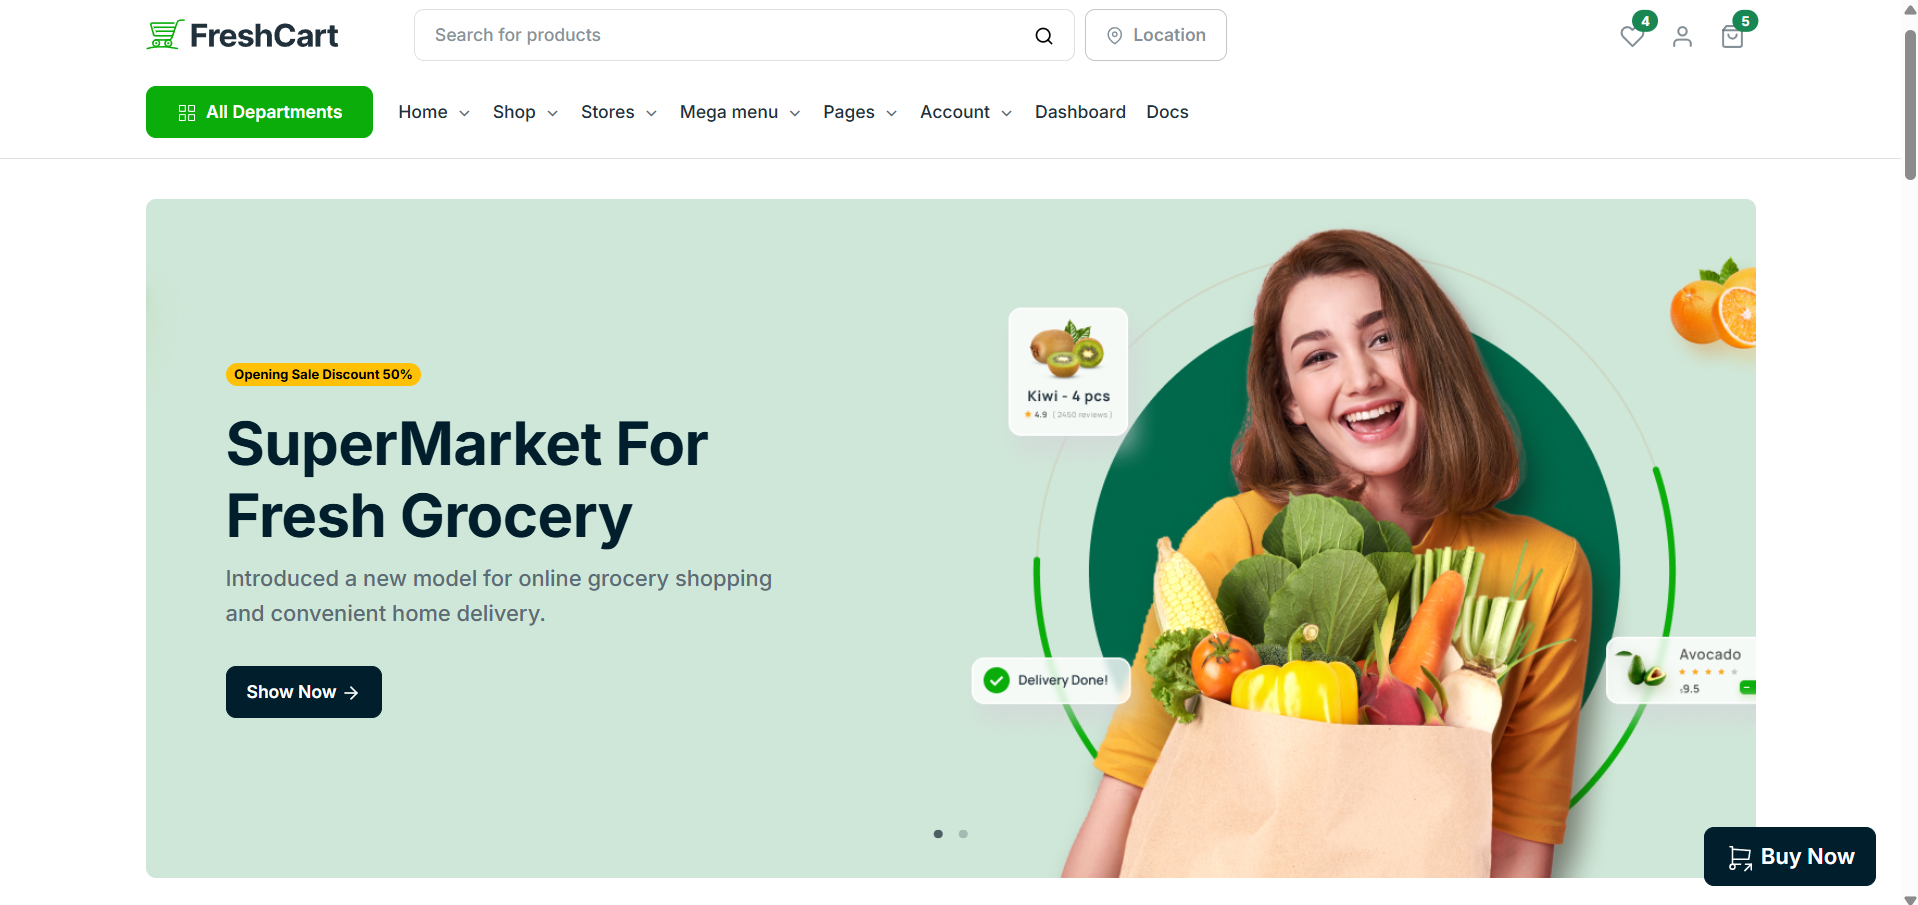 FreshCart
Search for products
Location
4
5
All Departments
Home
Shop
Stores
Mega menu
Pages
Account
Dashboard
Docs
Opening Sale Discount 50%
SuperMarket For
Fresh Grocery
Introduced a new model for online grocery shopping
and convenient home delivery.
Show Now →
Kiwi - 4 pcs
4.9 (2450 reviews)
Delivery Done!
Avocado
9.5
Buy Now